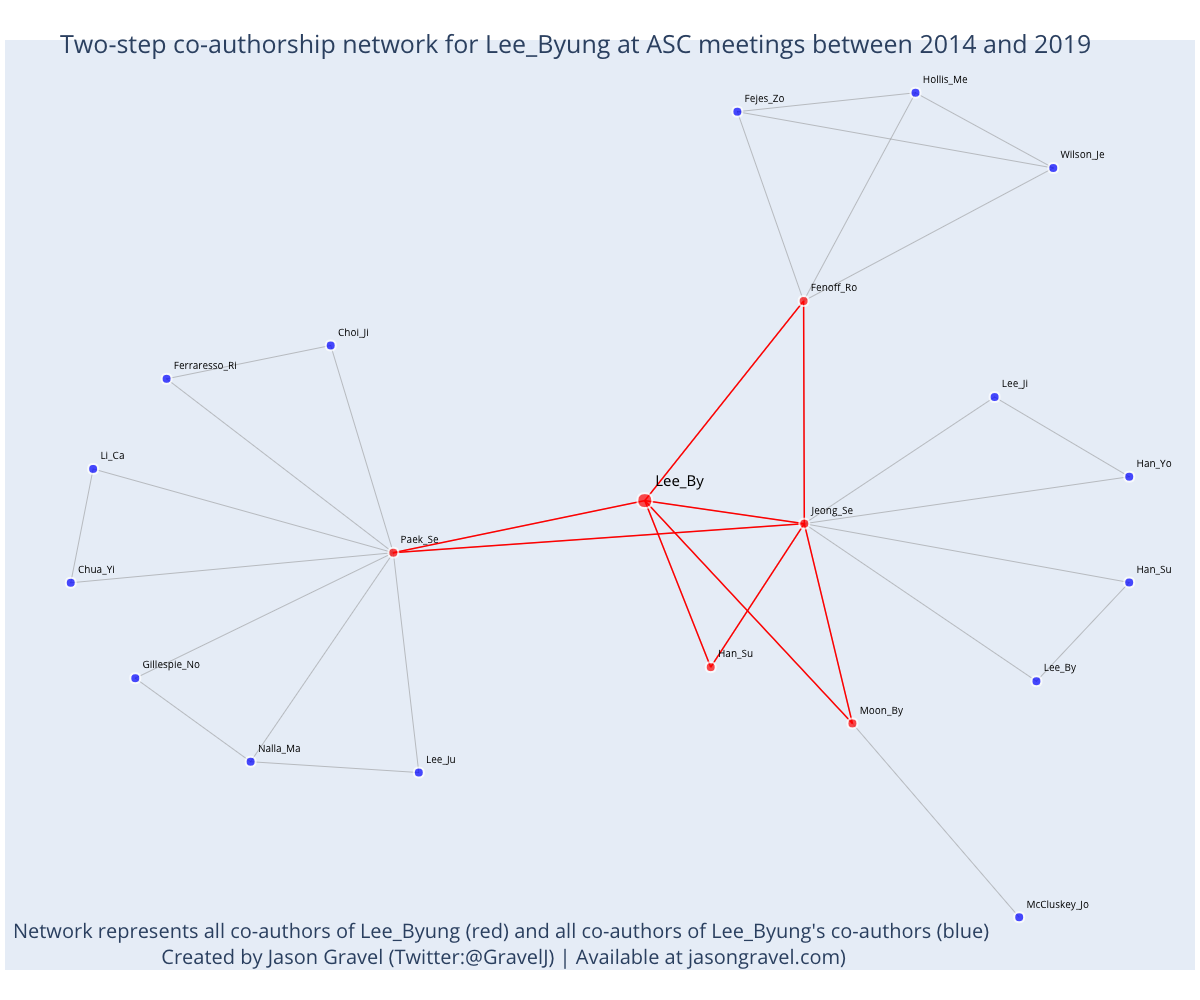 Two-step co-authorship network for Lee_Byung at ASC meetings between 2014 and 2019
Hollis_Me
Fejes_Zo
Wilson_Je
Fenoff_Ro
Choi_Ji
Ferraresso_Ri
Lee_Ji
Li_Ca
Han_Yo
Lee_By
Jeong_Se
Paek_Se
Chua_Yi
Han_Su
Han_Su
Gillespie_No
Lee_By
Moon_By
Nalla_Ma
Lee_Ju
McCluskey_Jo
Network represents all co-authors of Lee_Byung (red) and all co-authors of Lee_Byung's co-authors (blue)
Created by Jason Gravel (Twitter:@GravelJ) | Available at jasongravel.com)